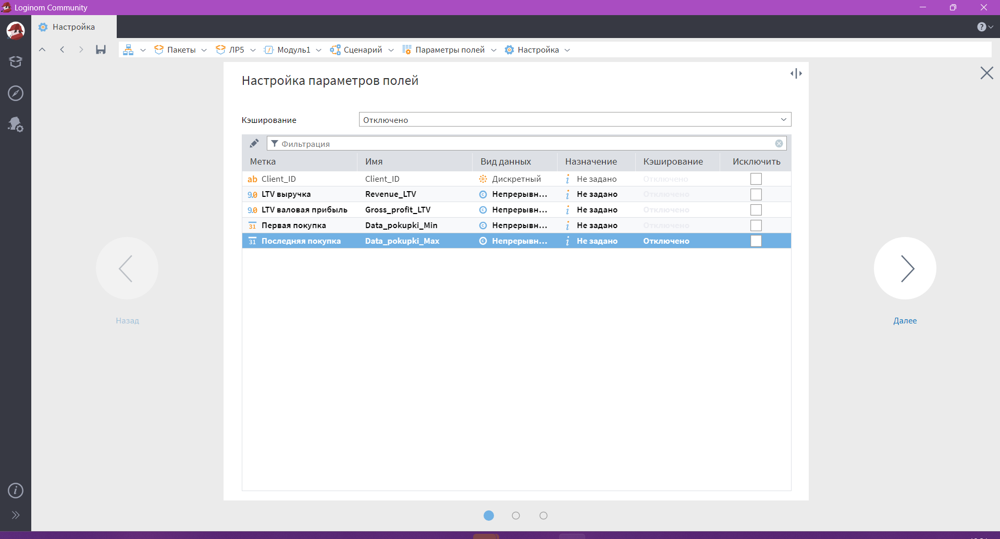 Loginom Community
Настройка
Пакеты ЛР5 Модуль1 Сценарий Параметры полей Настройка
Настройка параметров полей
Кэширование Отключено
Фильтрация
Метка Имя Вид данных Назначение Кэширование Исключить
ab Client_ID Client_ID Дискретный Не задано Отключено
9.0 LTV выручка Revenue_LTV Непрерывн... Не задано Отключено
9.0 LTV валовая прибыль Gross_profit_LTV Непрерывн... Не задано Отключено
31 Первая покупка Data_pokupki_Min Непрерывн... Не задано Отключено
31 Последняя покупка Data_pokupki_Max Непрерывн... Не задано Отключено
Назад
Далее